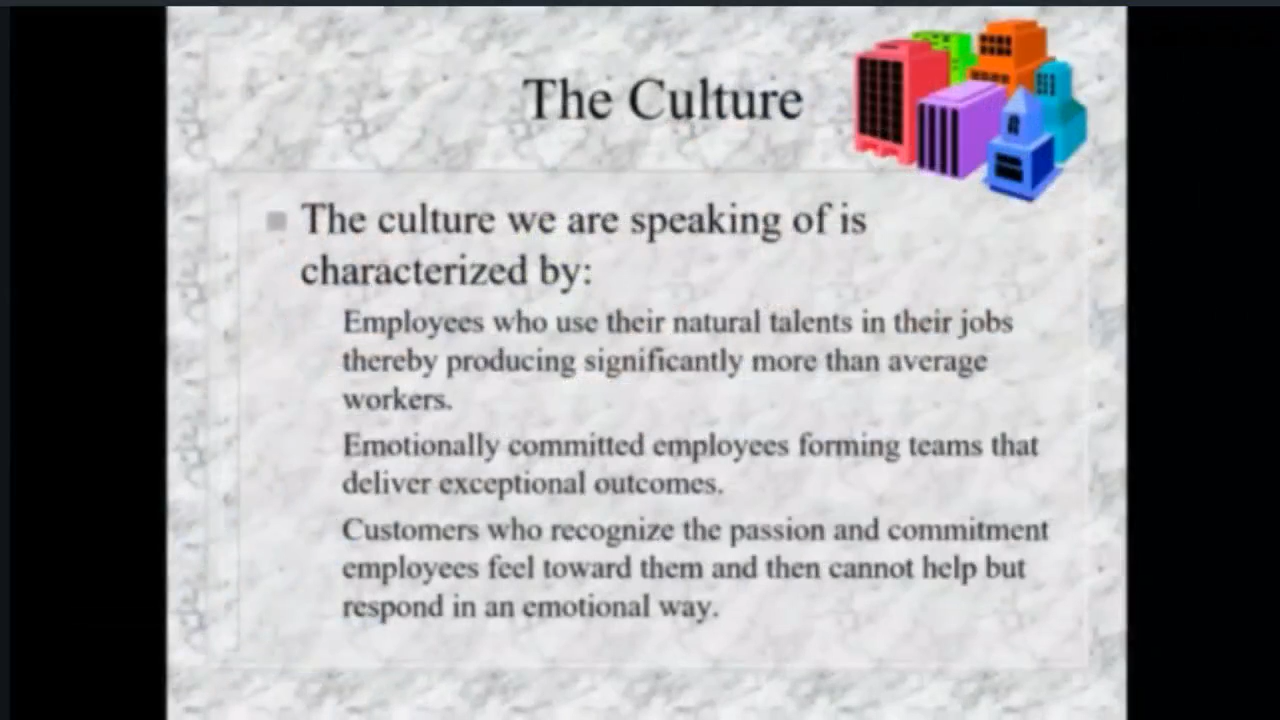 The Culture
The culture we are speaking of is
characterized by:
Employees who use their natural talents in their jobs
thereby producing significantly more than average
workers.
Emotionally committed employees forming teams that
deliver exceptional outcomes.
Customers who recognize the passion and commitment
employees feel toward them and then cannot help but
respond in an emotional way.